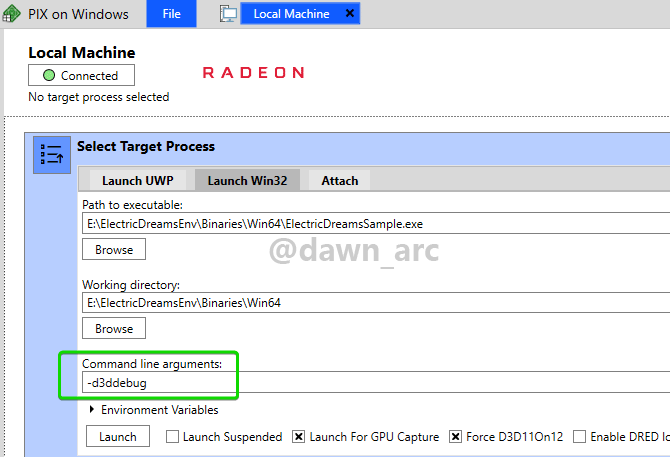 PIX on Windows File Local Machine ×
Local Machine
Connected
RADEON
No target process selected
Select Target Process
Launch UWP Launch Win32 Attach
Path to executable:
E:\ElectricDreamsEnv\Binaries\Win64\ElectricDreamsSample.exe
Browse
@dawn_arc
Working directory:
E:\ElectricDreamsEnv\Binaries\Win64
Browse
Command line arguments:
-d3ddebug
Environment Variables
Launch Launch Suspended Launch For GPU Capture Force D3D11On12 Enable DRED